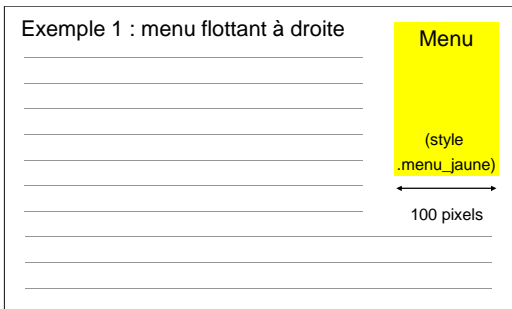 Exemple 1 : menu flottant à droite
Menu
(style
.menu_jaune)
100 pixels